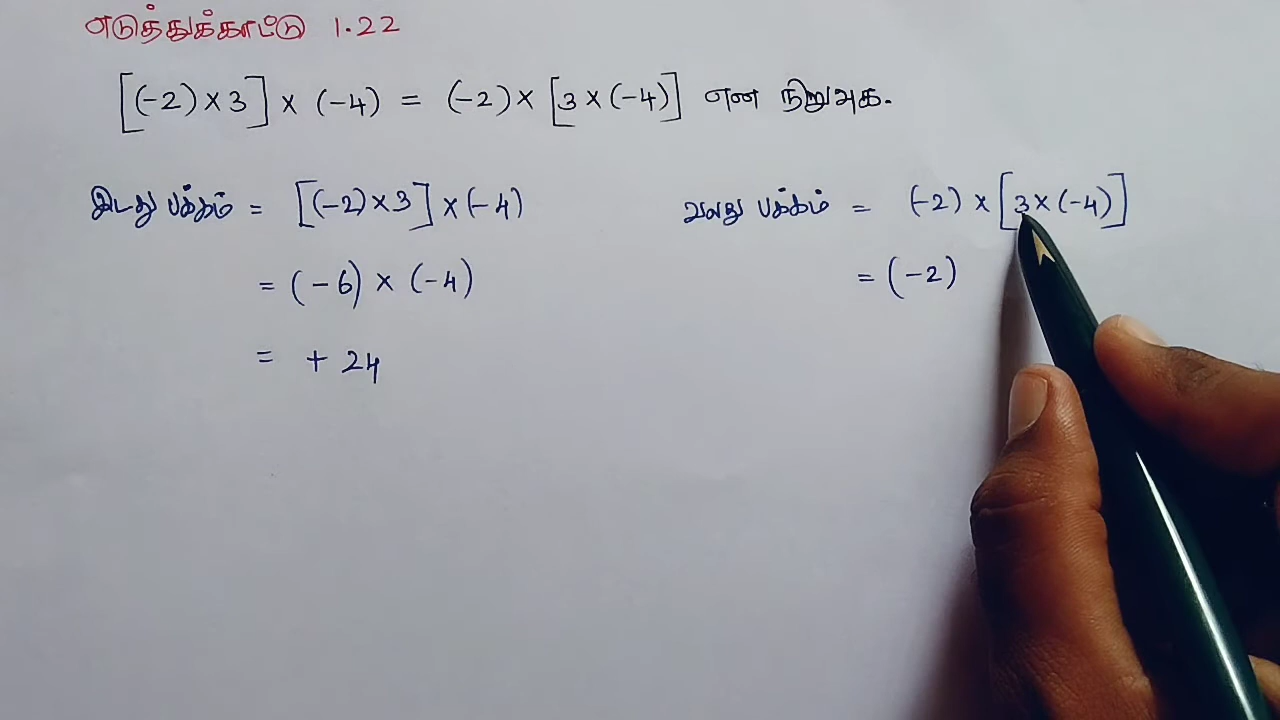 எடுத்துக்காட்டு 1.22
[(-2) × 3] × (-4) = (-2) × [3 × (-4)] என நிறுவுக.
இடது பக்கம் = [(-2) × 3] × (-4)
= (-6) × (-4)
= + 24
வலது பக்கம் = (-2) × [3 × (-4)]
= (-2)